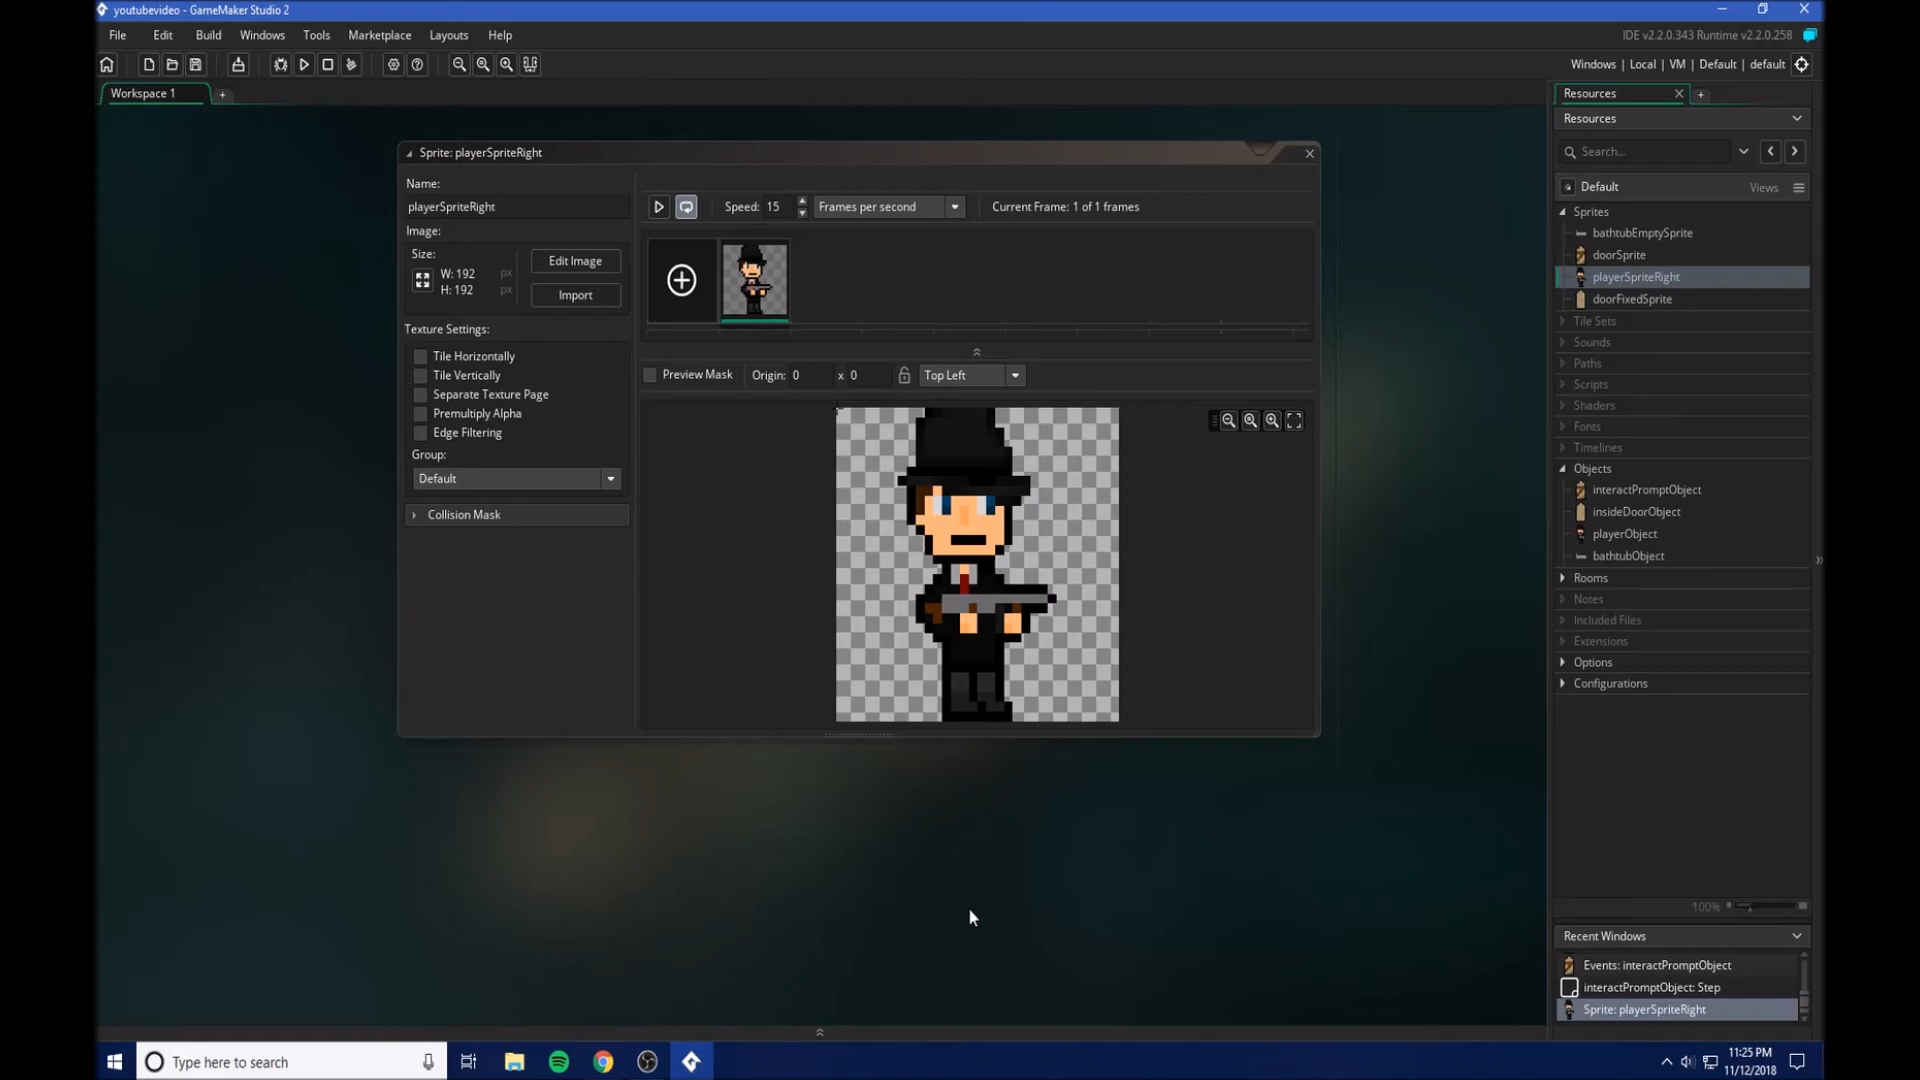 youtubevideo - GameMaker Studio 2
File Edit Build Windows Tools Marketplace Layouts Help
IDE v2.2.0.343 Runtime v2.2.0.258
Windows | Local | VM | Default | default
Workspace 1
Resources
Resources
Search...
Default Views
Sprites
bathtubEmptySprite
doorSprite
playerSpriteRight
doorFixedSprite
Tile Sets
Sounds
Paths
Scripts
Shaders
Fonts
Timelines
Objects
interactPromptObject
insideDoorObject
playerObject
bathtubObject
Rooms
Notes
Included Files
Extensions
Options
Configurations
100%
Recent Windows
Events: interactPromptObject
interactPromptObject: Step
Sprite: playerSpriteRight
Sprite: playerSpriteRight
Name:
playerSpriteRight
Image:
Size:
W: 192 px
H: 192 px
Edit Image
Import
Texture Settings:
Tile Horizontally
Tile Vertically
Separate Texture Page
Premultiply Alpha
Edge Filtering
Group:
Default
Collision Mask
Speed: 15 Frames per second Current Frame: 1 of 1 frames
Preview Mask Origin: 0 x 0 Top Left
Type here to search
11:25 PM
11/12/2018